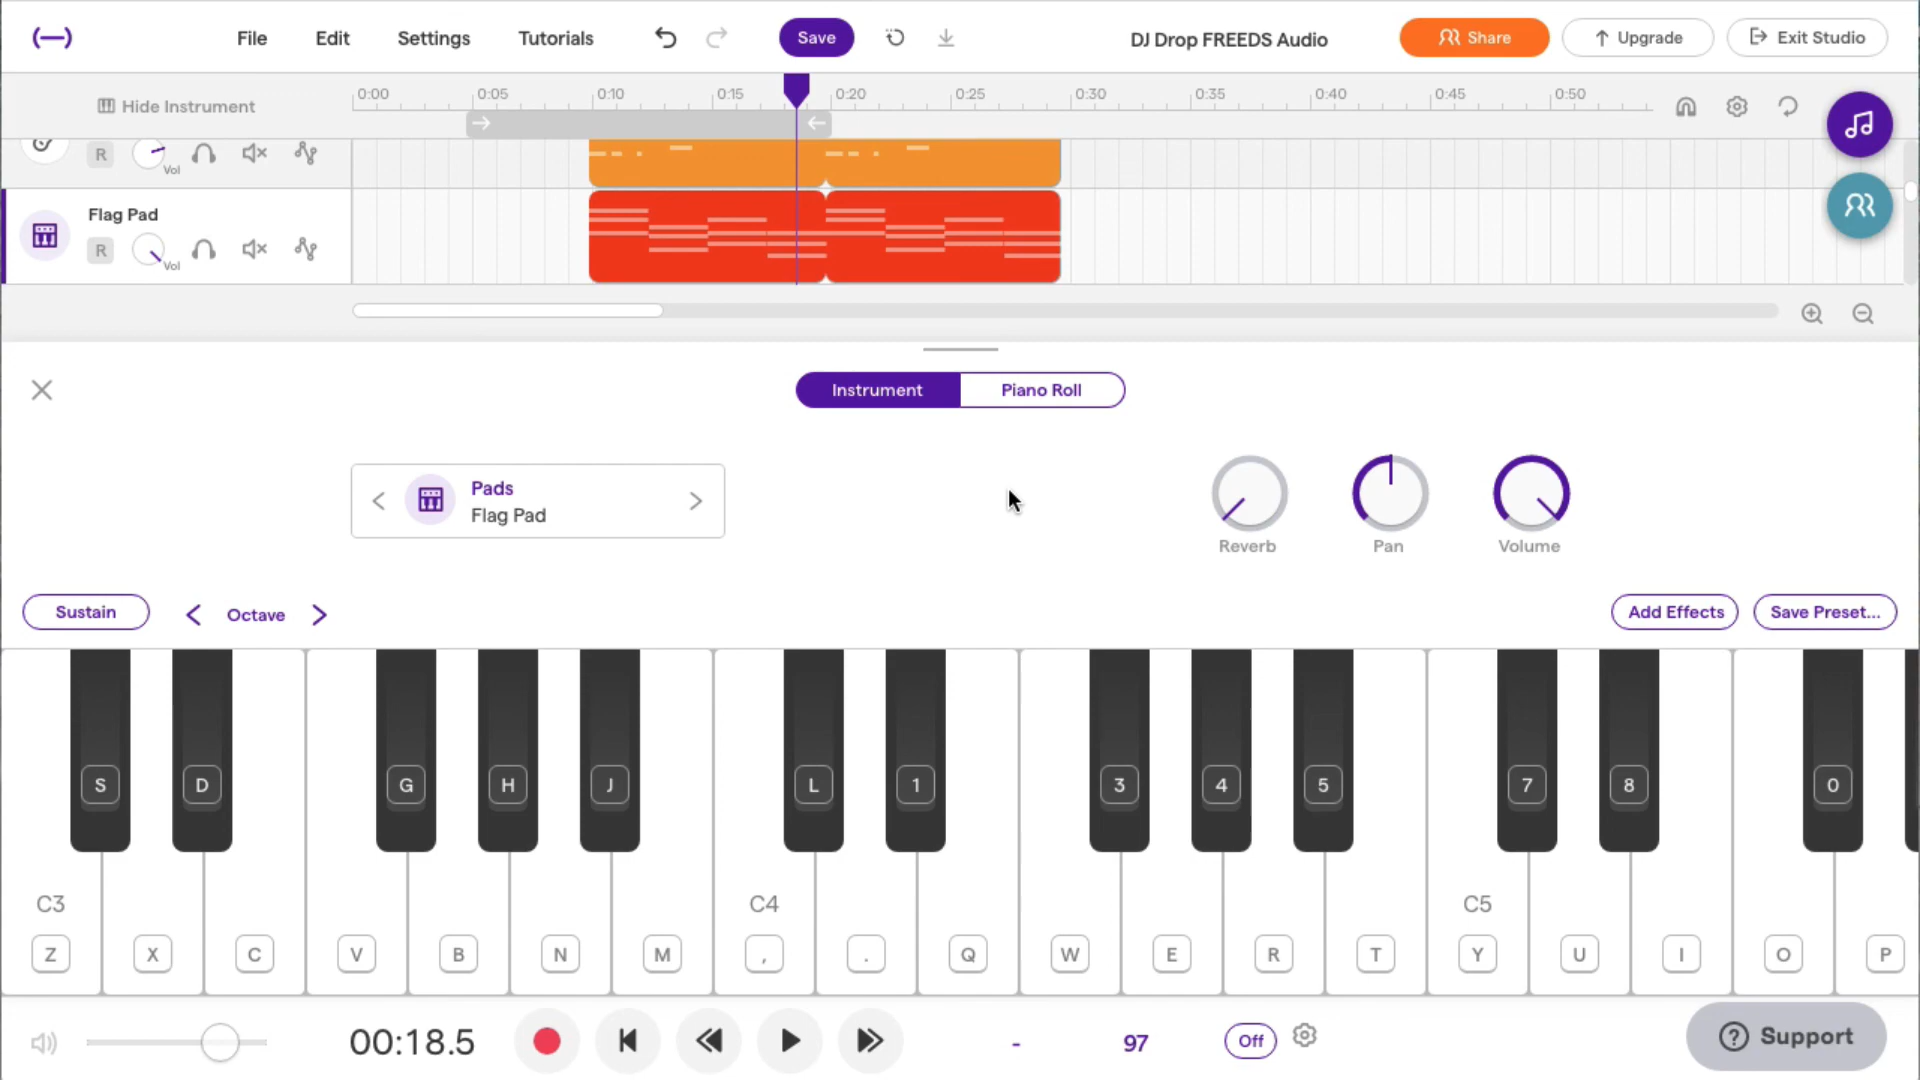 File Edit Settings Tutorials Save DJ Drop FREEDS Audio Share Upgrade Exit Studio
Hide Instrument 0:00 0:05 0:10 0:15 0:20 0:25 0:30 0:35 0:40 0:45 0:50
R Vol
Flag Pad
R Vol
Instrument Piano Roll
Pads
Flag Pad
Reverb Pan Volume
Sustain Octave Add Effects Save Preset...
S D G H J L 1 3 4 5 7 8 0
C3 C4 C5
Z X C V B N M , . Q W E R T Y U I O P
00:18.5 - 97 Off Support